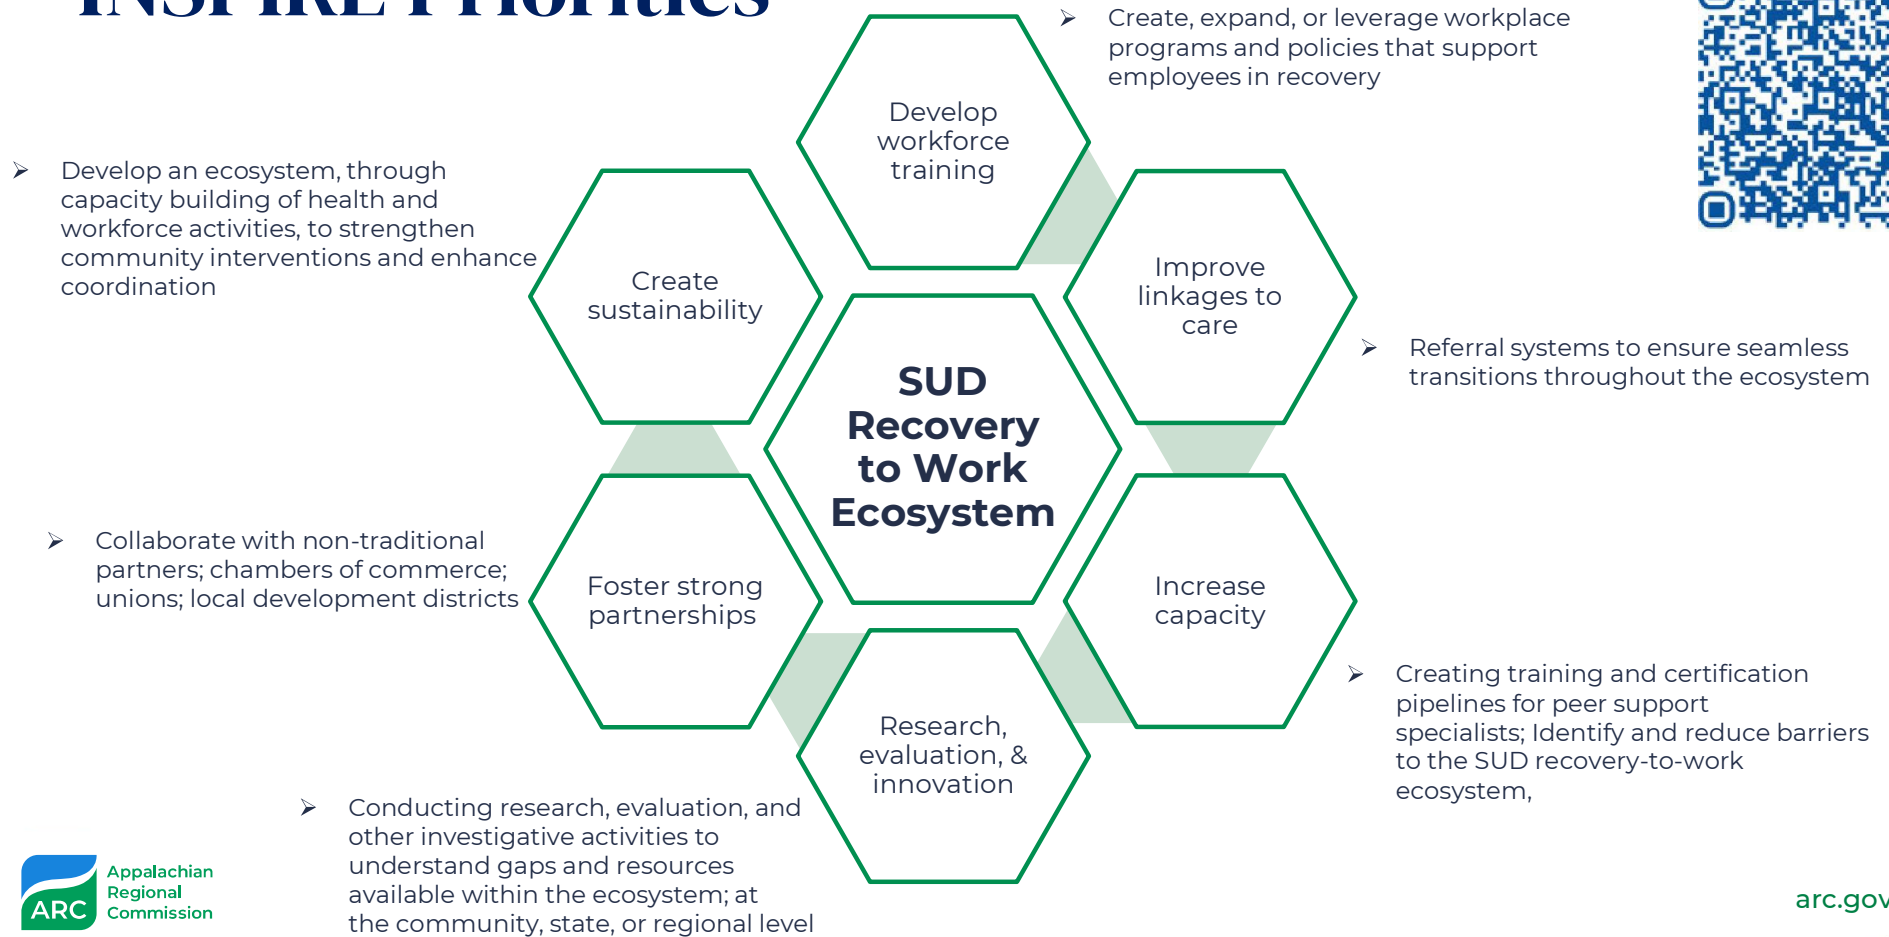 INSPIRE Priorities
Create, expand, or leverage workplace
programs and policies that support
employees in recovery
Develop
workforce
training
Develop an ecosystem, through
capacity building of health and
workforce activities, to strengthen
community interventions and enhance
coordination
Create
sustainability
Improve
linkages to
care
Referral systems to ensure seamless
transitions throughout the ecosystem
SUD
Recovery
to Work
Ecosystem
Collaborate with non-traditional
partners; chambers of commerce;
unions; local development districts
Foster strong
partnerships
Increase
capacity
Creating training and certification
pipelines for peer support
specialists; Identify and reduce barriers
to the SUD recovery-to-work
ecosystem,
Research,
evaluation, &
innovation
Conducting research, evaluation, and
other investigative activities to
understand gaps and resources
available within the ecosystem; at
the community, state, or regional level
ARC
Appalachian
Regional
Commission
arc.gov